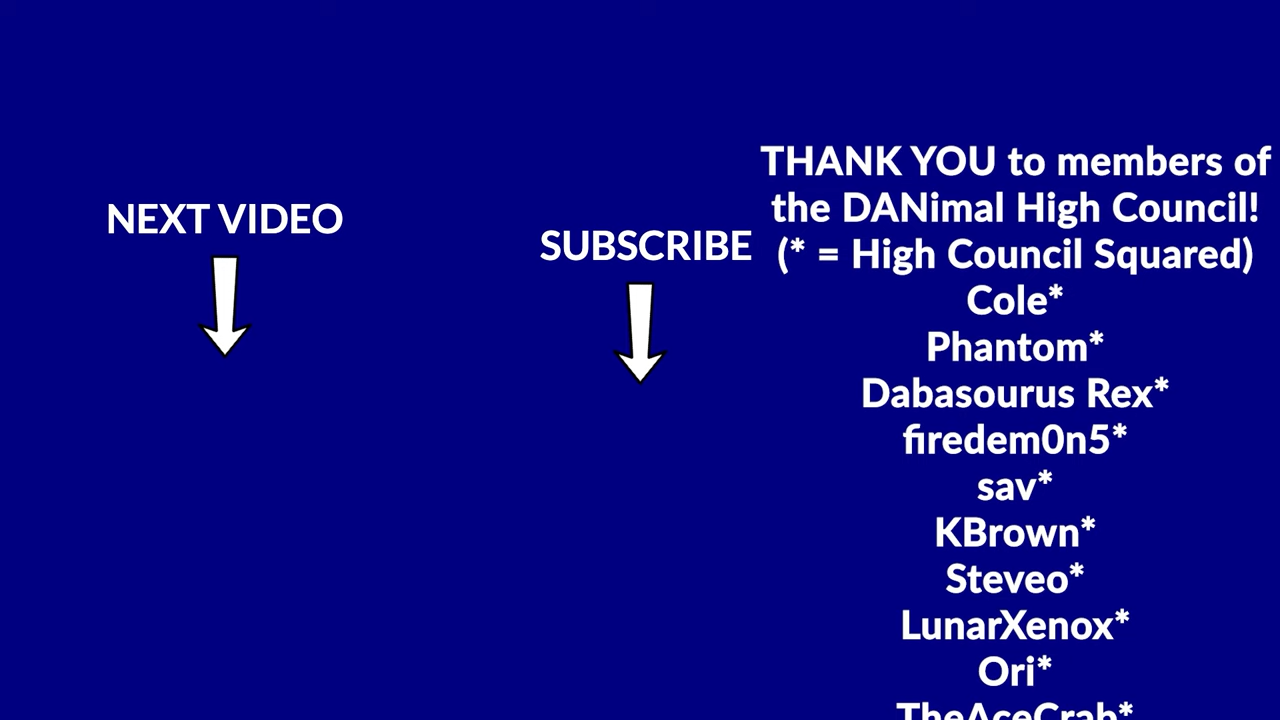 NEXT VIDEO
SUBSCRIBE
THANK YOU to members of
the DANimal High Council!
(* = High Council Squared)
Cole*
Phantom*
Dabasourus Rex*
firedem0n5*
sav*
KBrown*
Steveo*
LunarXenox*
Ori*
TheAceCrab*